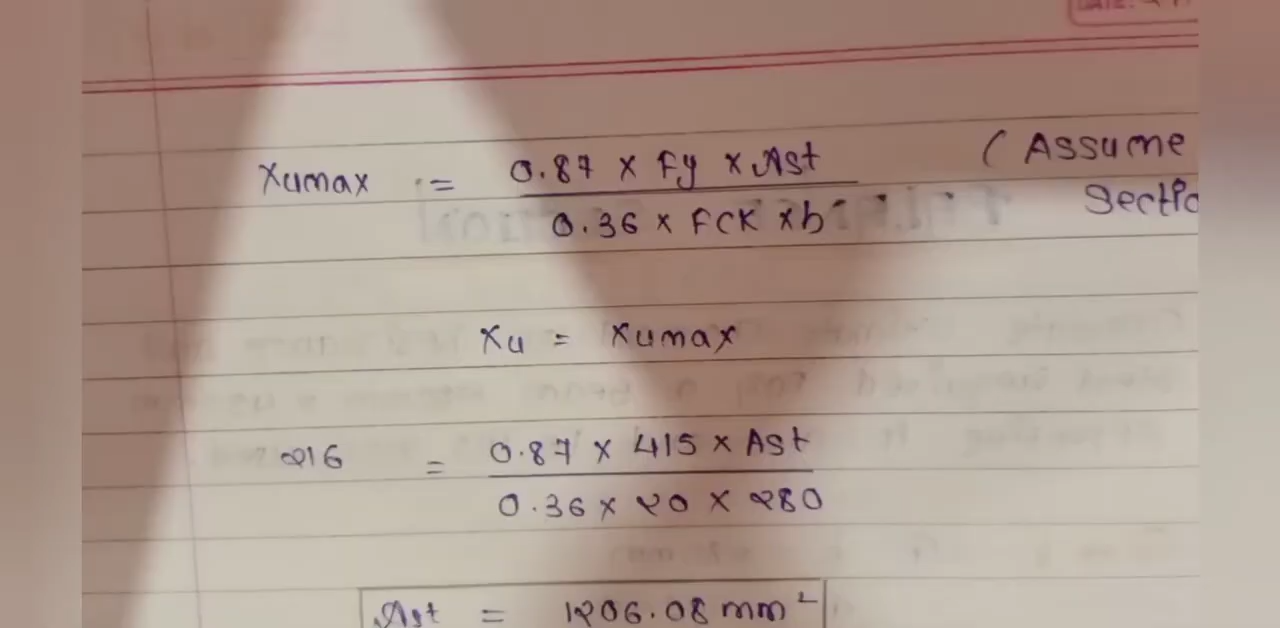 DATE:
Xumax = 0.87 x Fy x Ast / 0.36 x FCK x b (Assume
Sectio
Xu = Xumax
216 = 0.87 x 415 x Ast / 0.36 x 20 x 280
Ast = 1206.08 mm²